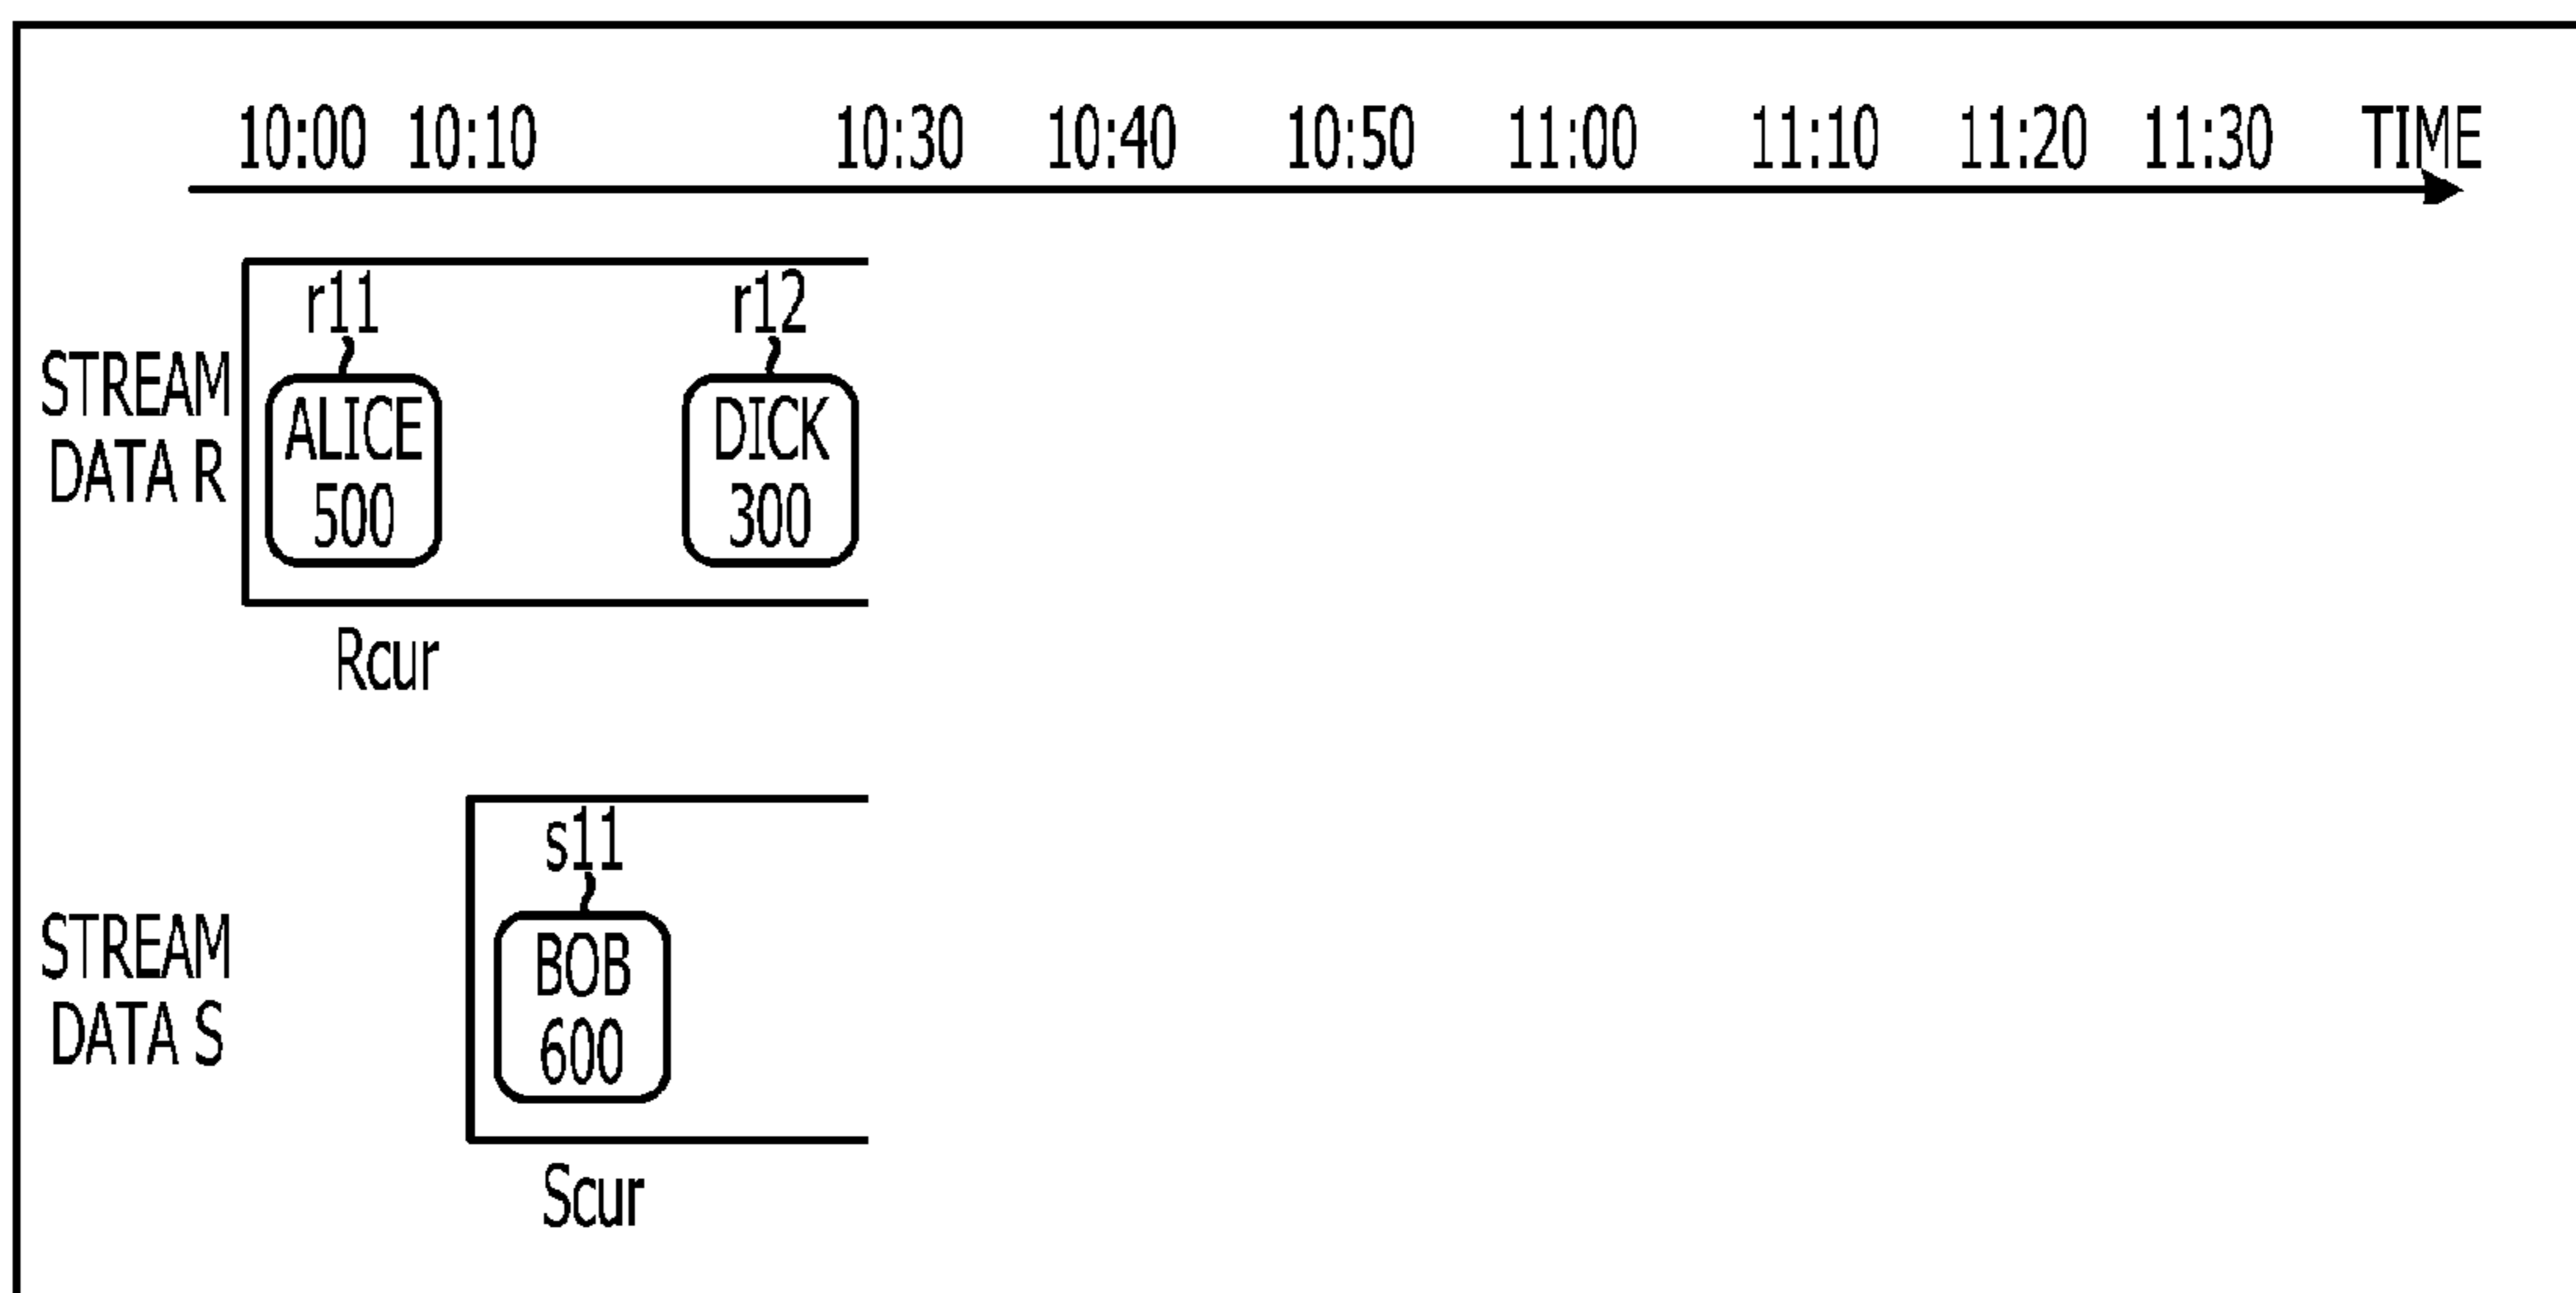 10:00 10:10 10:30 10:40 10:50 11:00 11:10 11:20 11:30 TIME
STREAM
DATA R
r11
ALICE
500
r12
DICK
300
Rcur
STREAM
DATA S
s11
BOB
600
Scur